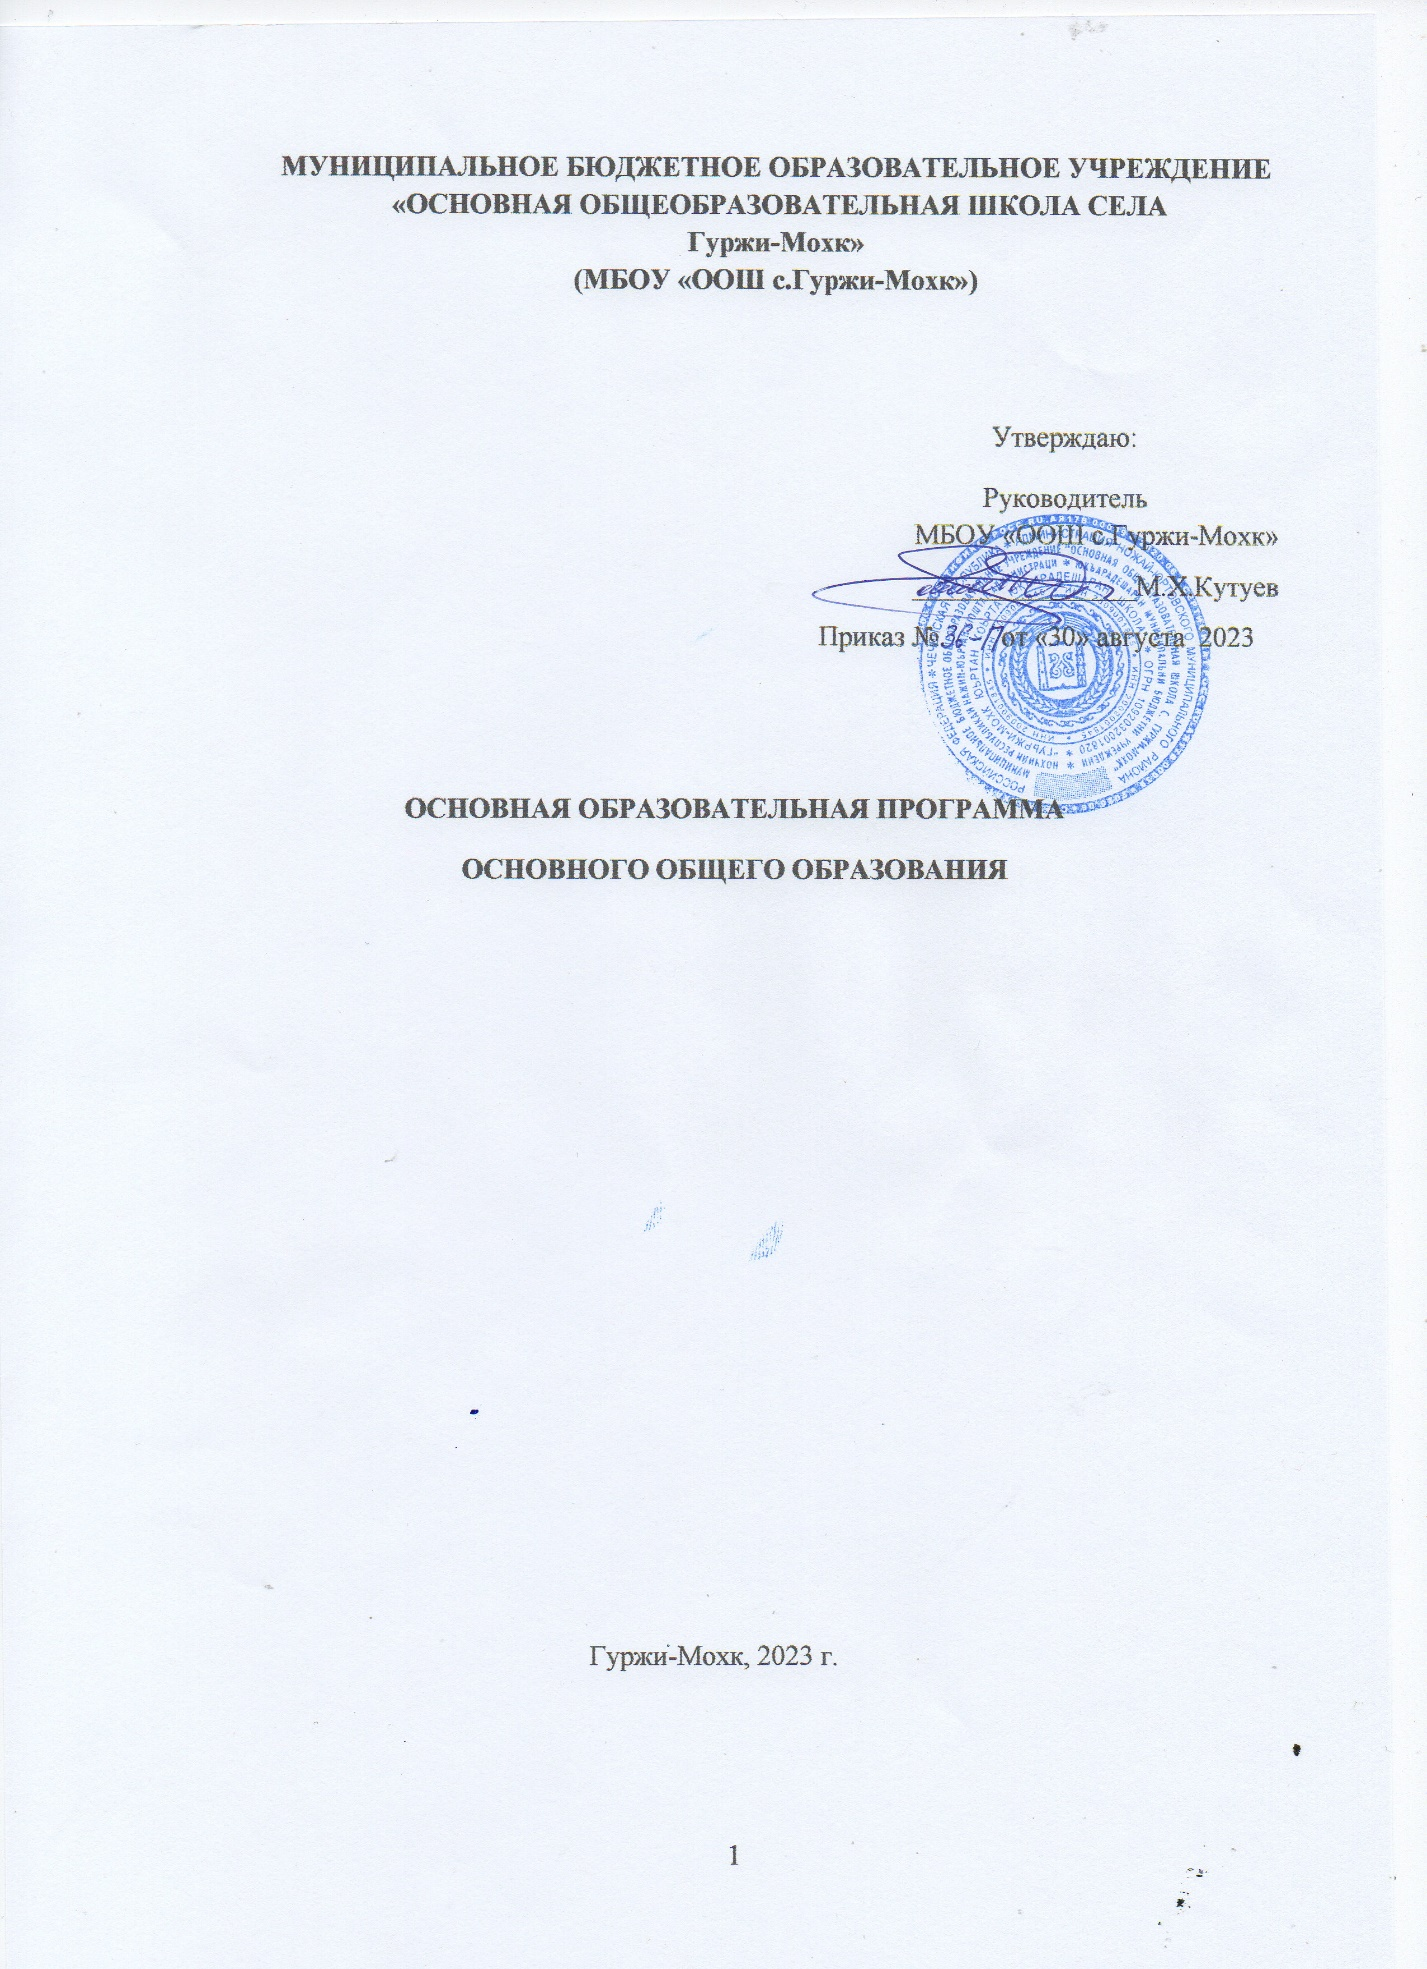 МУНИЦИПАЛЬНОЕ БЮДЖЕТНОЕ ОБРАЗОВАТЕЛЬНОЕ УЧРЕЖДЕНИЕ
«ОСНОВНАЯ ОБЩЕОБРАЗОВАТЕЛЬНАЯ ШКОЛА СЕЛА
Гуржи-Мохк»
(МБОУ «ООШ с.Гуржи-Мохк»)
Утверждаю:
Руководитель
МБОУ «ООШ с.Гуржи-Мохк»
М.Х.Кутуев
Приказ № от «30» августа 2023
ОСНОВНАЯ ОБРАЗОВАТЕЛЬНАЯ ПРОГРАММА
ОСНОВНОГО ОБЩЕГО ОБРАЗОВАНИЯ
Гуржи-Мохк, 2023 г.
1